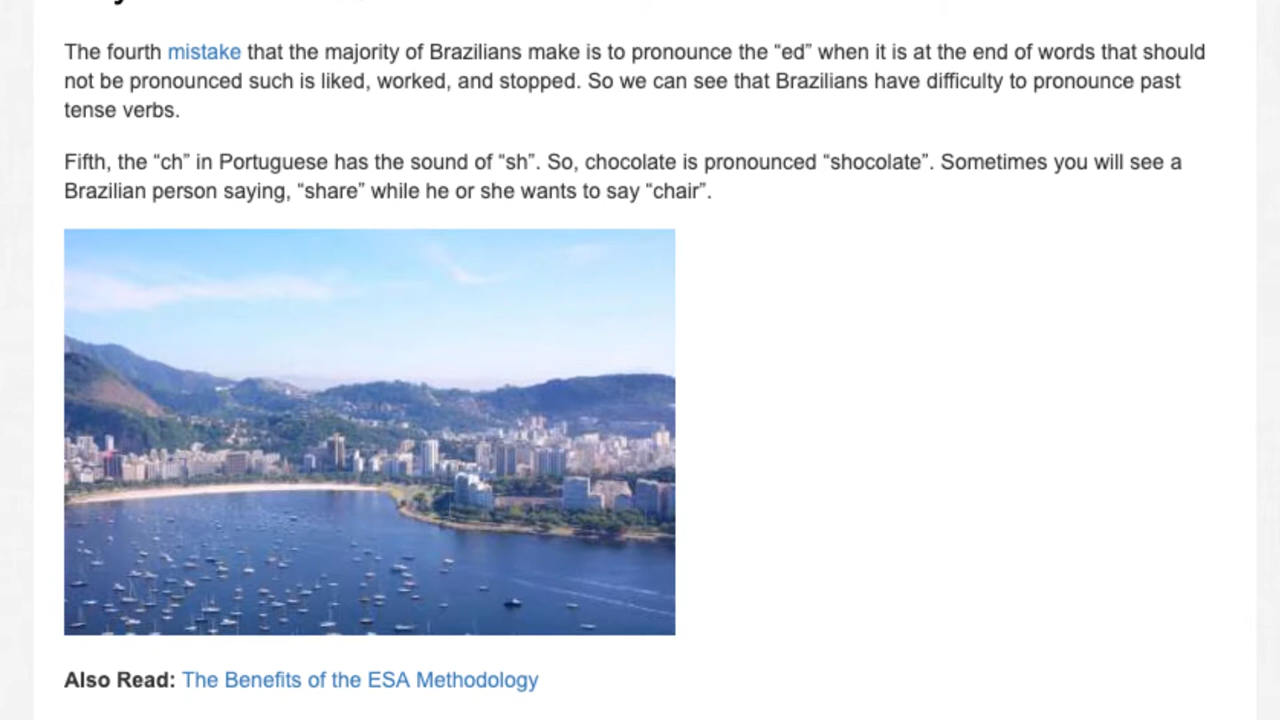 The fourth mistake that the majority of Brazilians make is to pronounce the “ed” when it is at the end of words that should
not be pronounced such is liked, worked, and stopped. So we can see that Brazilians have difficulty to pronounce past
tense verbs.
Fifth, the “ch” in Portuguese has the sound of “sh”. So, chocolate is pronounced “shocolate”. Sometimes you will see a
Brazilian person saying, “share” while he or she wants to say “chair”.
Also Read: The Benefits of the ESA Methodology